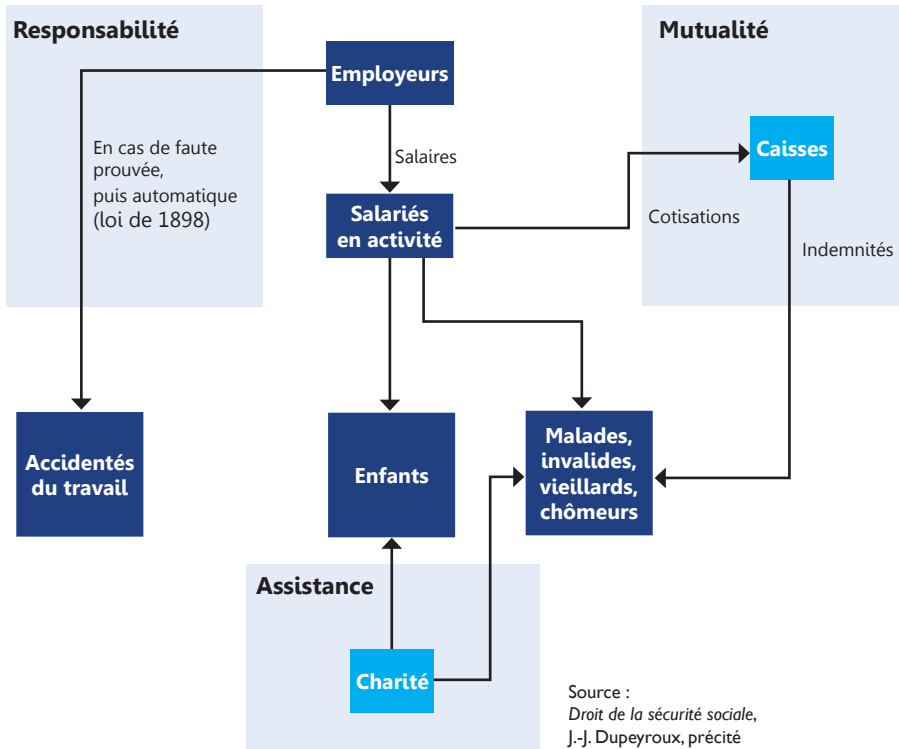 Responsabilité
Mutualité
Employeurs
Caisses
En cas de faute
prouvée,
puis automatique
(loi de 1898)
Salaires
Salariés
en activité
Cotisations
Indemnités
Accidentés
du travail
Enfants
Malades,
invalides,
vieillards,
chômeurs
Assistance
Charité
Source :
Droit de la sécurité sociale,
J.-J. Dupeyroux, précité